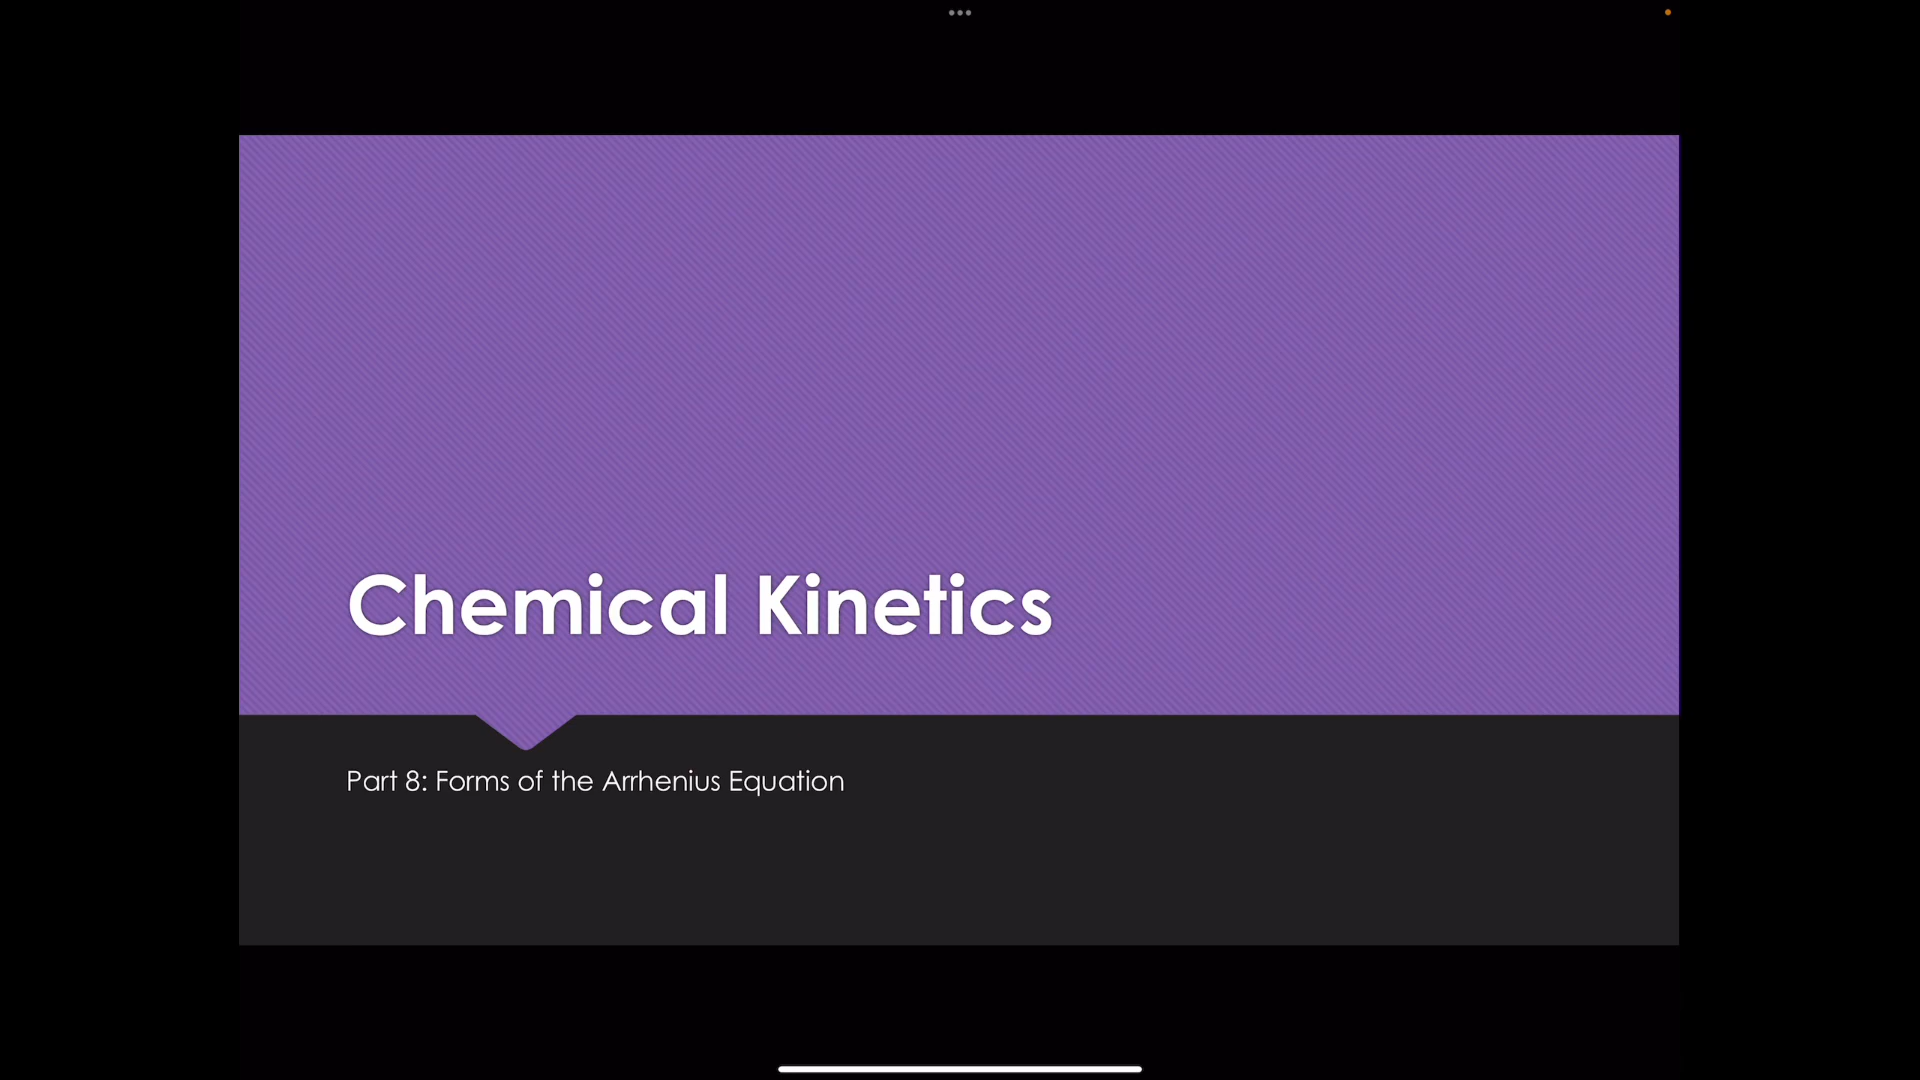 Chemical Kinetics
Part 8: Forms of the Arrhenius Equation